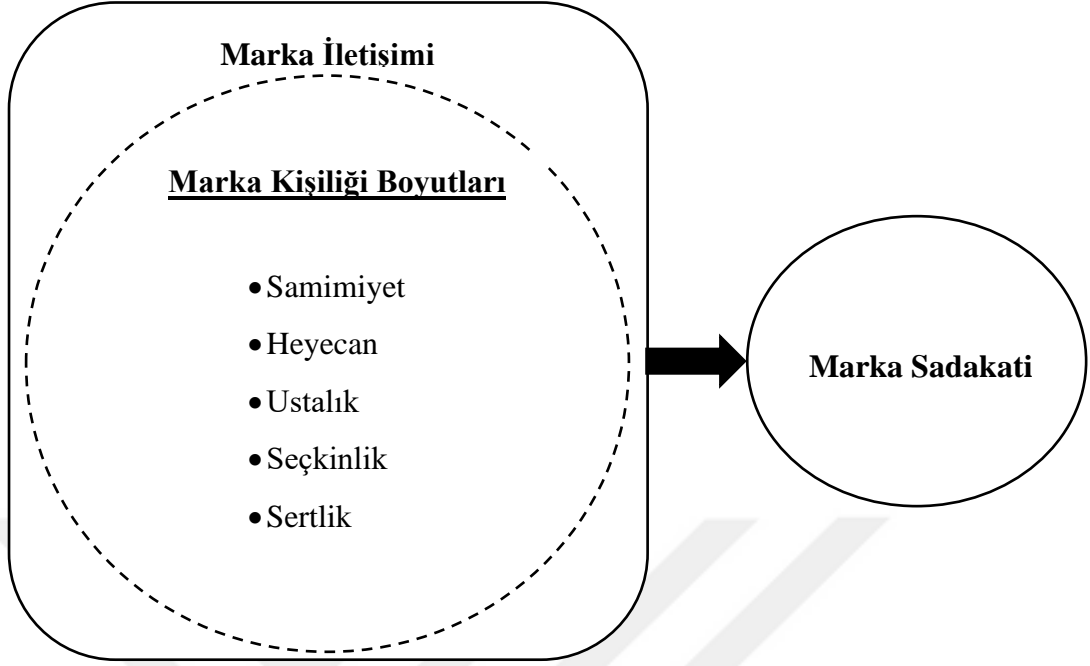 Marka İletişimi
Marka Kişiliği Boyutları
• Samimiyet
• Heyecan
• Ustalık
• Seçkinlik
• Sertlik
Marka Sadakati